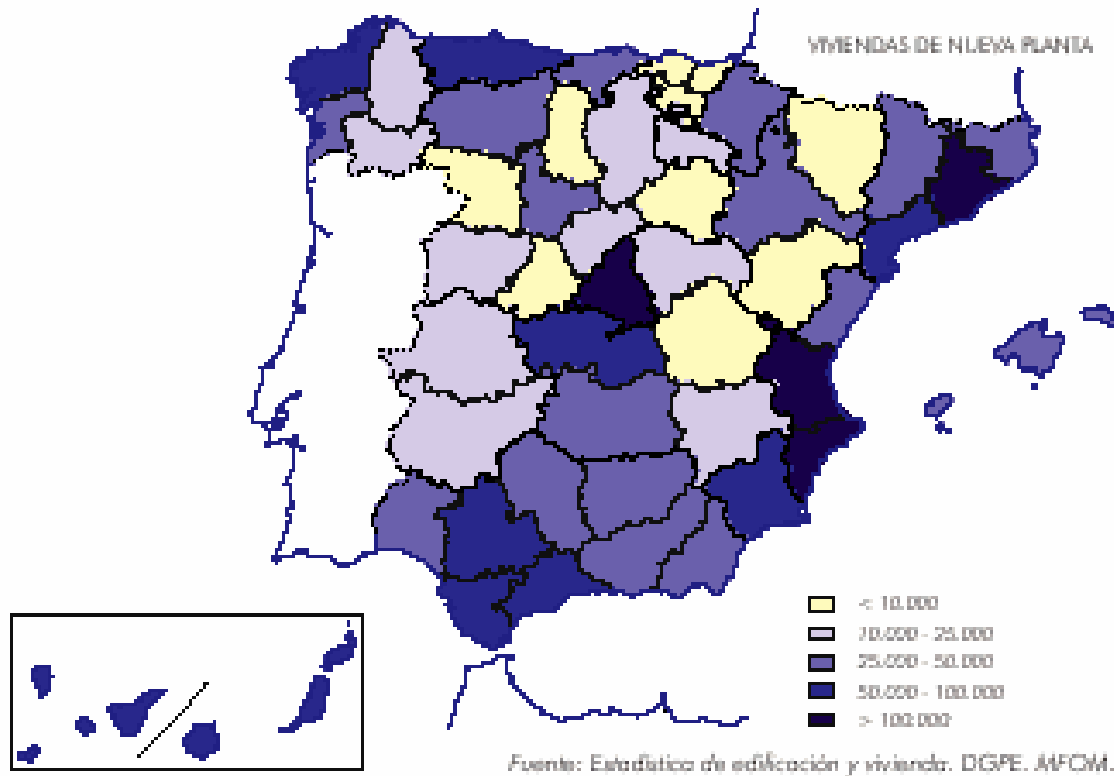 VIVIENDAS DE NUEVA PLANTA
< 10.000
10.000 - 25.000
25.000 - 50.000
50.000 - 100.000
> 100.000
Fuente: Estadística de edificación y vivienda. DGPE. MFOM.